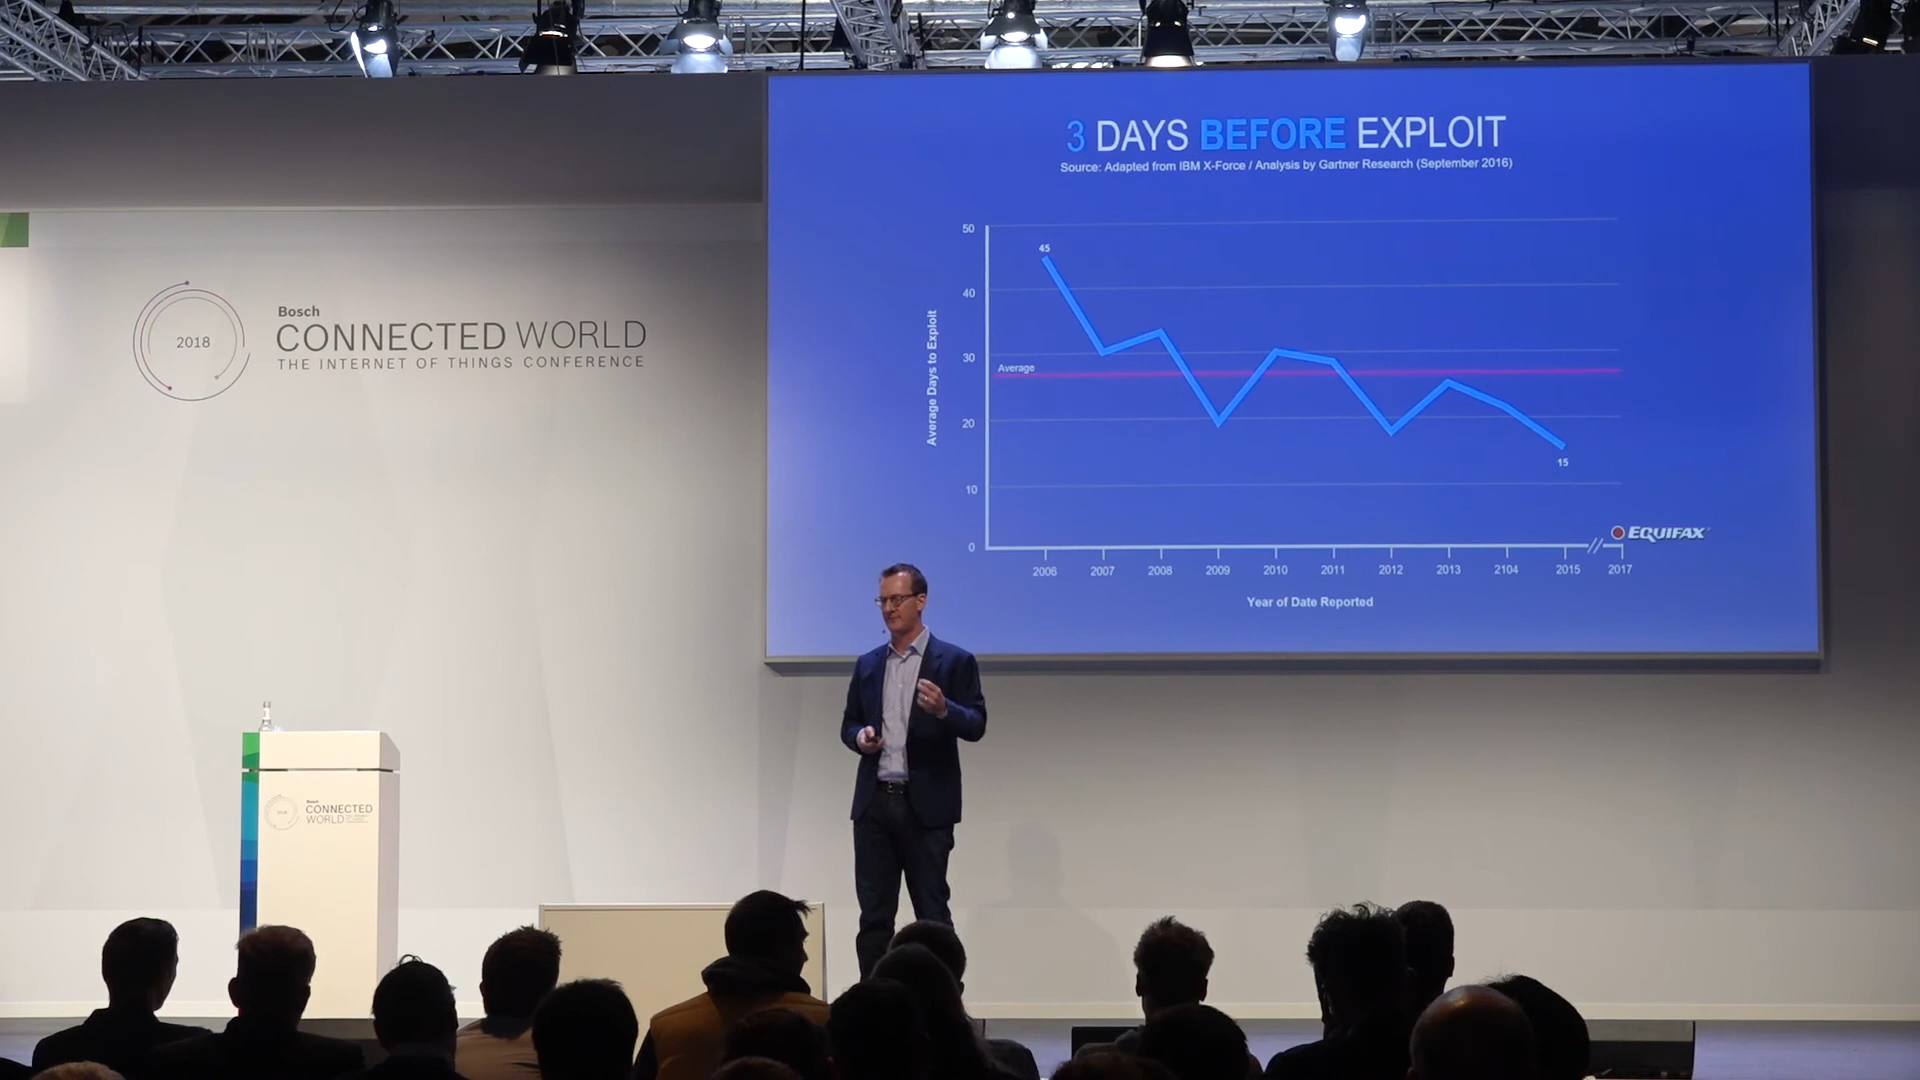 3 DAYS BEFORE EXPLOIT
Source: Adapted from IBM X-Force / Analysis by Gartner Research (September 2016)
50
45
40
30
Average
20
15
10
0
EQUIFAX
2006 2007 2008 2009 2010 2011 2012 2013 2104 2015 2017
Year of Date Reported
Average Days to Exploit
2018
Bosch
CONNECTED WORLD
THE INTERNET OF THINGS CONFERENCE
Bosch
CONNECTED
WORLD